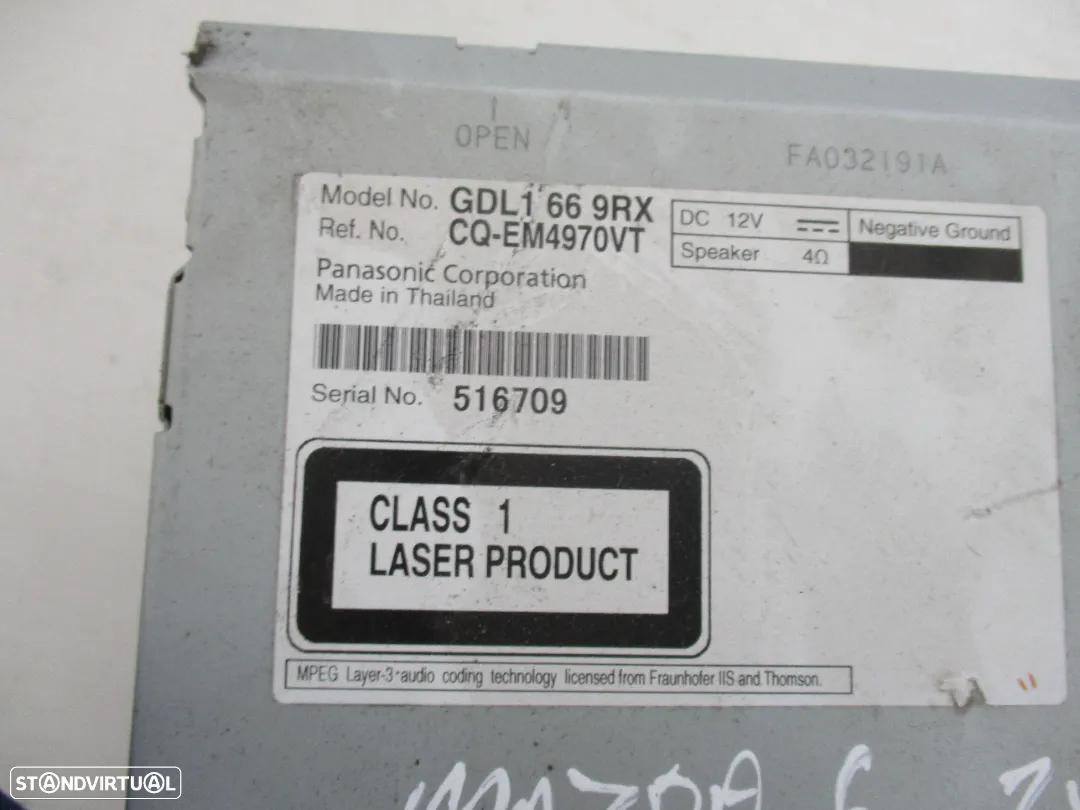 OPEN
FA032191A
Model No. GDL1 66 9RX
Ref. No. CQ-EM4970VT
DC 12V
Negative Ground
Speaker 4Ω
Panasonic Corporation
Made in Thailand
Serial No. 516709
CLASS 1
LASER PRODUCT
MPEG Layer-3 audio coding technology licensed from Fraunhofer IIS and Thomson.
MAZDA 6
STANDVIRTUAL